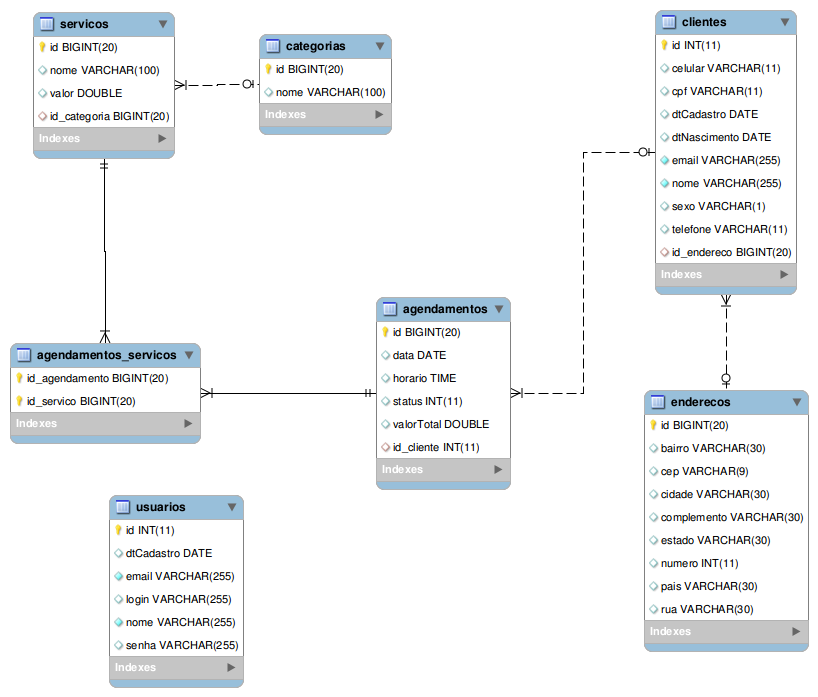 servicos
id BIGINT(20)
nome VARCHAR(100)
valor DOUBLE
id_categoria BIGINT(20)
Indexes
categorias
id BIGINT(20)
nome VARCHAR(100)
Indexes
clientes
id INT(11)
celular VARCHAR(11)
cpf VARCHAR(11)
dtCadastro DATE
dtNascimento DATE
email VARCHAR(255)
nome VARCHAR(255)
sexo VARCHAR(1)
telefone VARCHAR(11)
id_endereco BIGINT(20)
Indexes
agendamentos_servicos
id_agendamento BIGINT(20)
id_servico BIGINT(20)
Indexes
agendamentos
id BIGINT(20)
data DATE
horario TIME
status INT(11)
valorTotal DOUBLE
id_cliente INT(11)
Indexes
enderecos
id BIGINT(20)
bairro VARCHAR(30)
cep VARCHAR(9)
cidade VARCHAR(30)
complemento VARCHAR(30)
estado VARCHAR(30)
numero INT(11)
pais VARCHAR(30)
rua VARCHAR(30)
Indexes
usuarios
id INT(11)
dtCadastro DATE
email VARCHAR(255)
login VARCHAR(255)
nome VARCHAR(255)
senha VARCHAR(255)
Indexes